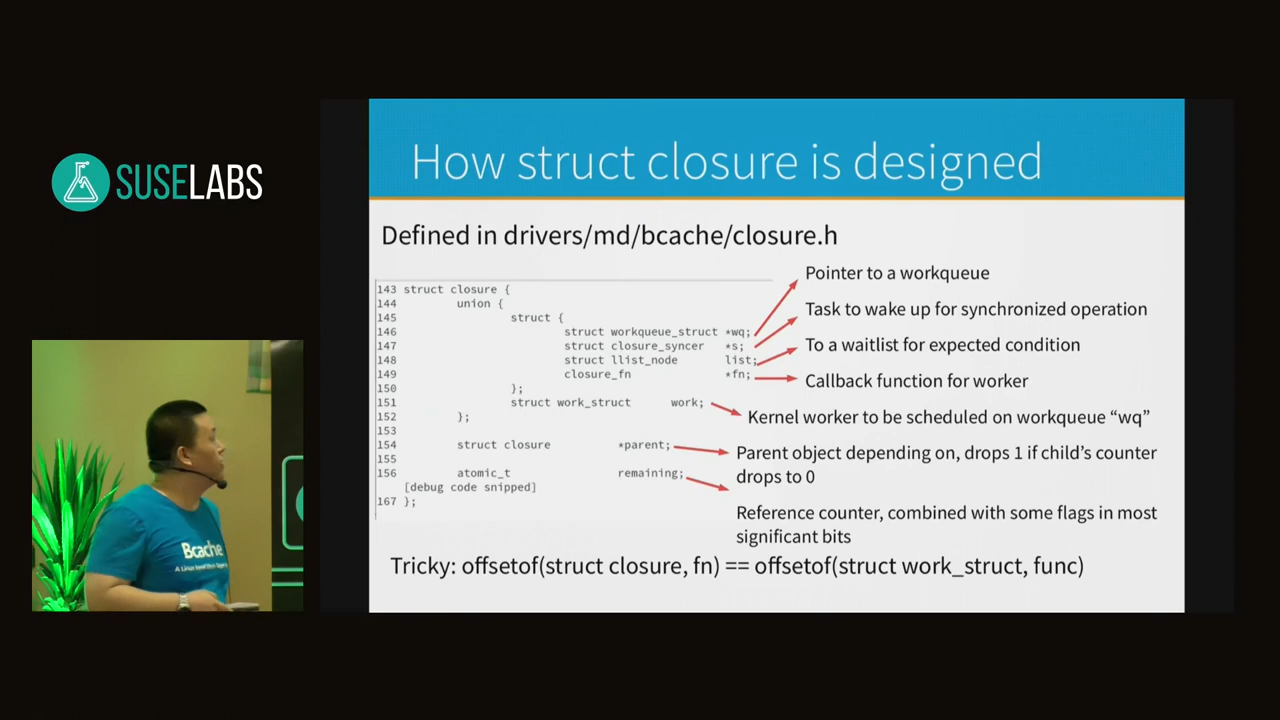 SUSELABS
How struct closure is designed
Defined in drivers/md/bcache/closure.h
143 struct closure {
144 union {
145 struct {
146 struct workqueue_struct *wq;
147 struct closure_syncer *s;
148 struct llist_node list;
149 closure_fn *fn;
150 };
151 struct work_struct work;
152 };
153
154 struct closure *parent;
155
156 atomic_t remaining;
[debug code snipped]
167 };
Pointer to a workqueue
Task to wake up for synchronized operation
To a waitlist for expected condition
Callback function for worker
Kernel worker to be scheduled on workqueue “wq”
Parent object depending on, drops 1 if child’s counter
drops to 0
Reference counter, combined with some flags in most
significant bits
Tricky: offsetof(struct closure, fn) == offsetof(struct work_struct, func)
Bcache